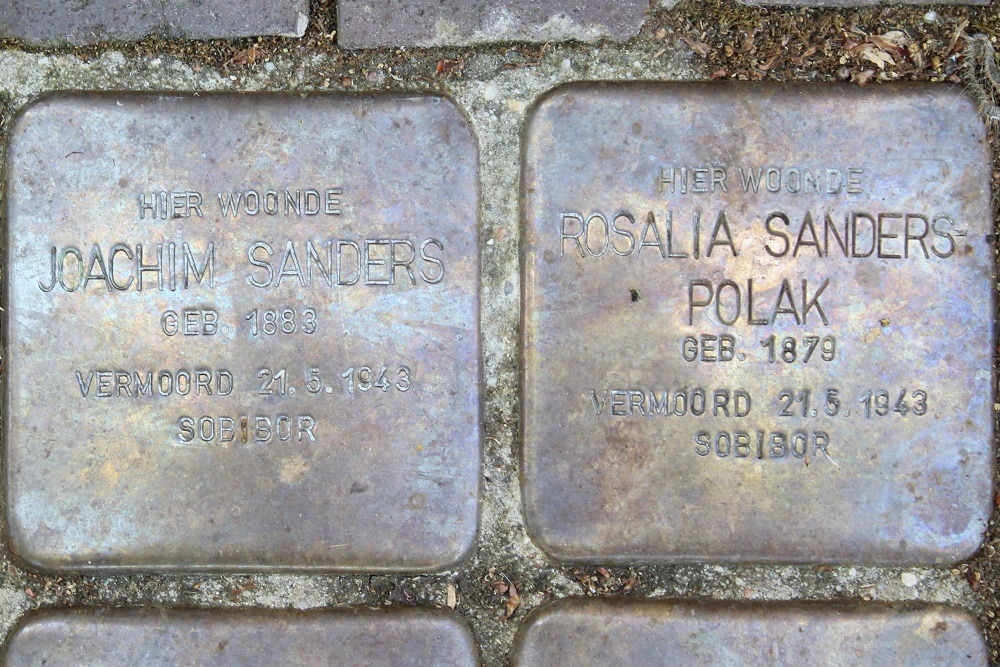 HIER WOONDE
JOACHIM SANDERS
GEB. 1883
VERMOORD 21.5.1943
SOBIBOR
HIER WOONDE
ROSALIA SANDERS-
POLAK
GEB. 1879
VERMOORD 21.5.1943
SOBIBOR